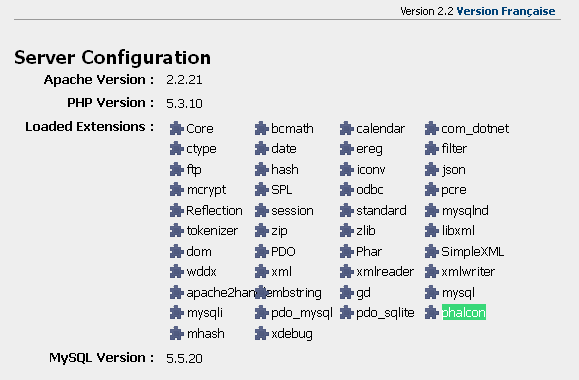 Version 2.2 Version Française
Server Configuration
Apache Version : 2.2.21
PHP Version : 5.3.10
Loaded Extensions : Core bcmath calendar com_dotnet
ctype date ereg filter
ftp hash iconv json
mcrypt SPL odbc pcre
Reflection session standard mysqlnd
tokenizer zip zlib libxml
dom PDO Phar SimpleXML
wddx xml xmlreader xmlwriter
apache2handler mbstring gd mysql
mysqli pdo_mysql pdo_sqlite phalcon
mhash xdebug
MySQL Version : 5.5.20